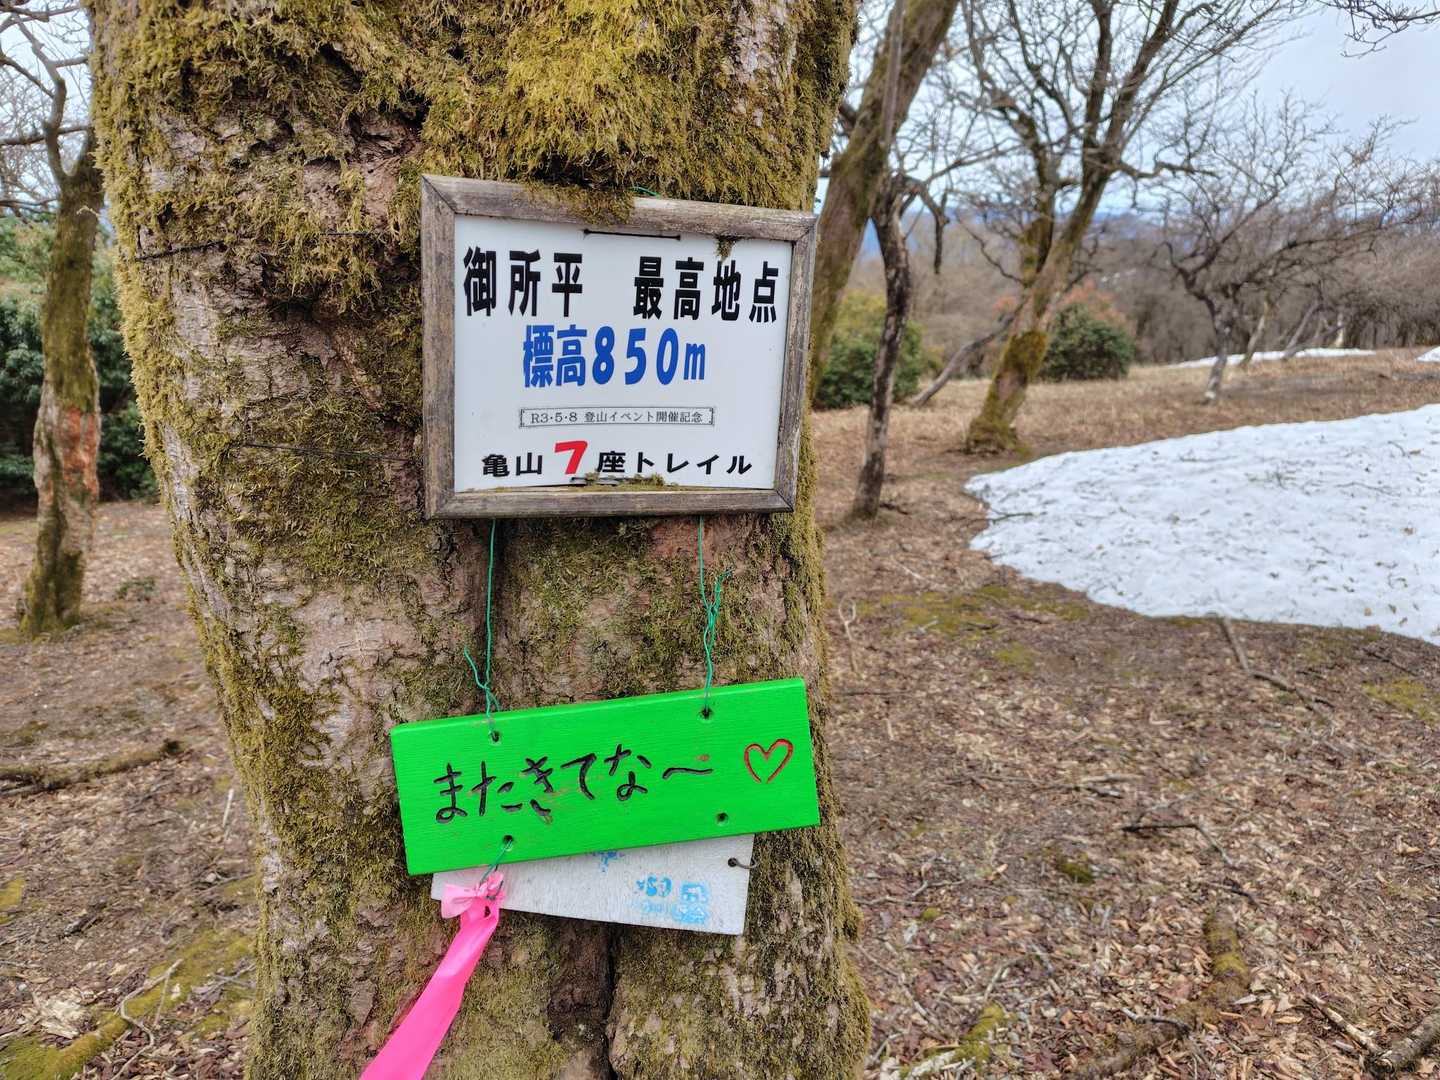 御所平 最高地点
標高850m
R3・5・8 登山イベント開催記念
亀山7座トレイル
またきてな〜♡